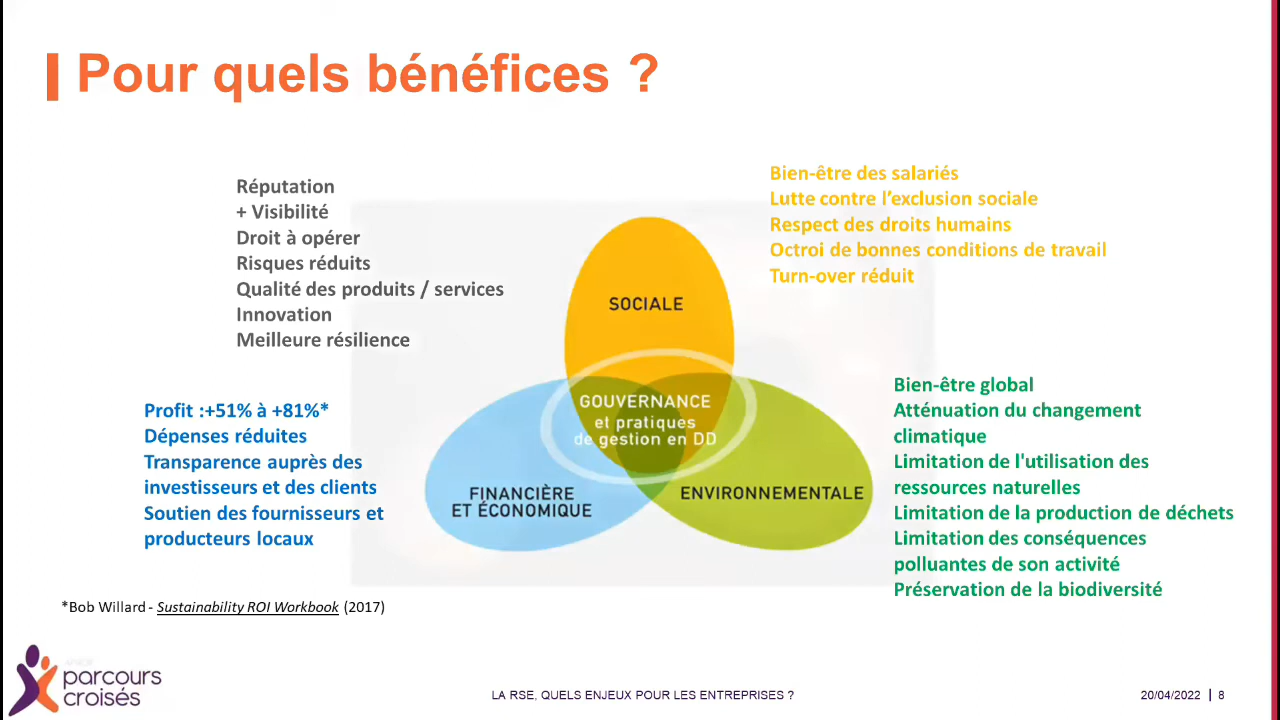 Pour quels bénéfices ?
Réputation
+ Visibilité
Droit à opérer
Risques réduits
Qualité des produits / services
Innovation
Meilleure résilience
Bien-être des salariés
Lutte contre l'exclusion sociale
Respect des droits humains
Octroi de bonnes conditions de travail
Turn-over réduit
SOCIALE
GOUVERNANCE
et pratiques
de gestion en DD
FINANCIÈRE
ET ÉCONOMIQUE
ENVIRONNEMENTALE
Profit :+51% à +81%*
Dépenses réduites
Transparence auprès des
investisseurs et des clients
Soutien des fournisseurs et
producteurs locaux
Bien-être global
Atténuation du changement
climatique
Limitation de l'utilisation des
ressources naturelles
Limitation de la production de déchets
Limitation des conséquences
polluantes de son activité
Préservation de la biodiversité
*Bob Willard - Sustainability ROI Workbook (2017)
parcours
croisés
LA RSE, QUELS ENJEUX POUR LES ENTREPRISES ?
20/04/2022 | 8